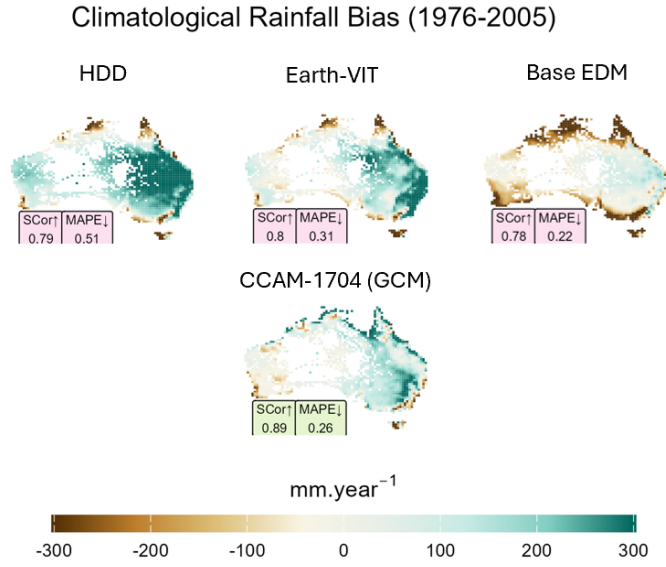 Climatological Rainfall Bias (1976-2005)
HDD
Earth-VIT
Base EDM
SCor↑ MAPE↓
0.79 0.51
SCor↑ MAPE↓
0.8 0.31
SCor↑ MAPE↓
0.78 0.22
CCAM-1704 (GCM)
SCor↑ MAPE↓
0.89 0.26
mm.year⁻¹
-300 -200 -100 0 100 200 300